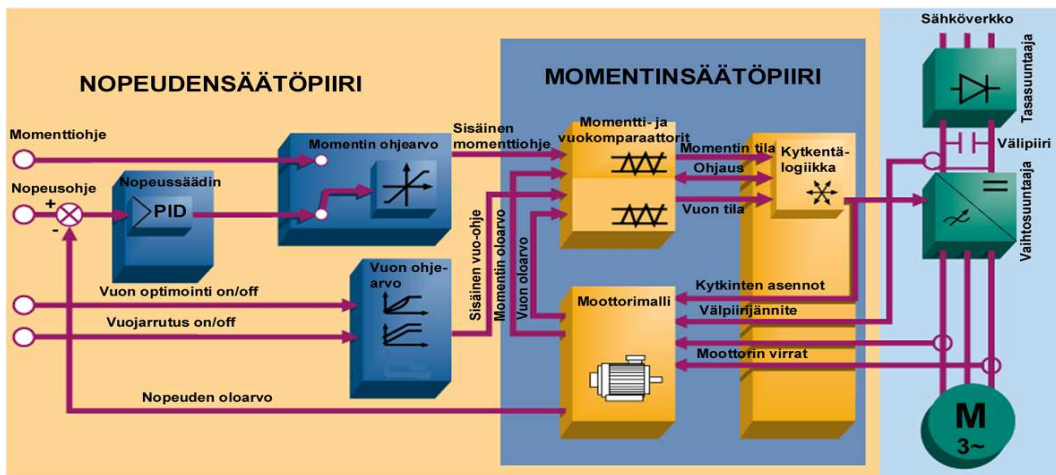 Sähköverkko
NOPEUDENSÄÄTÖPIIRI
MOMENTINSÄÄTÖPIIRI
Tasasuuntaaja
Momenttiohje
Momentin ohjearvo
Sisäinen
momenttiohje
Momentti- ja
vuokomparaattorit
Momentin tila
Kytkentä-
logiikka
Välipiiri
Nopeusohje
+
-
Nopeussäädin
PID
Ohjaus
Vuon tila
Vaihtosuuntaaja
Vuon optimointi on/off
Vuojarrutus on/off
Vuon ohje-
arvo
Sisäinen vuo-ohje
Momentin oloarvo
Vuon oloarvo
Moottorimalli
Kytkinten asennot
Välpiirijännite
Moottorin virrat
Nopeuden oloarvo
M
3~